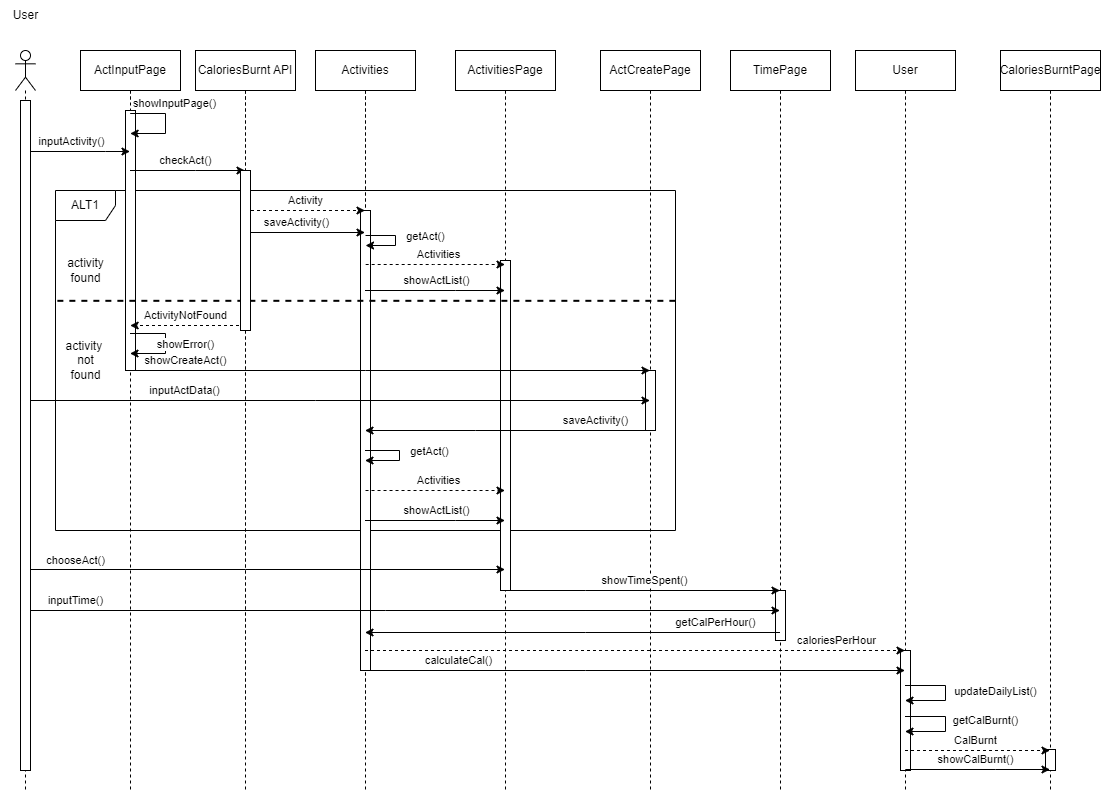 User
ActInputPage
CaloriesBurnt API
Activities
ActivitiesPage
ActCreatePage
TimePage
User
CaloriesBurntPage
showInputPage()
inputActivity()
checkAct()
ALT1
Activity
saveActivity()
getAct()
Activities
activity
found
showActList()
ActivityNotFound
activity
not
found
showError()
showCreateAct()
inputActData()
saveActivity()
getAct()
Activities
showActList()
chooseAct()
showTimeSpent()
inputTime()
getCalPerHour()
caloriesPerHour
calculateCal()
updateDailyList()
getCalBurnt()
CalBurnt
showCalBurnt()